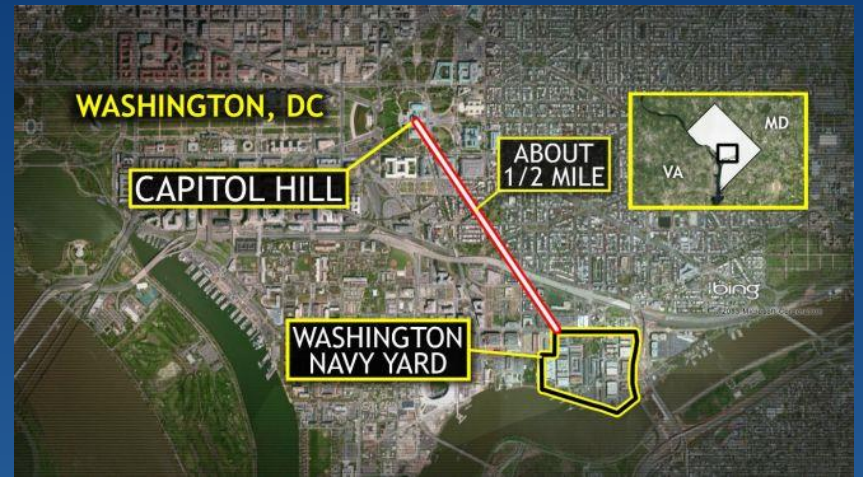 WASHINGTON, DC
MD
VA
CAPITOL HILL
ABOUT
1/2 MILE
bing
WASHINGTON
NAVY YARD